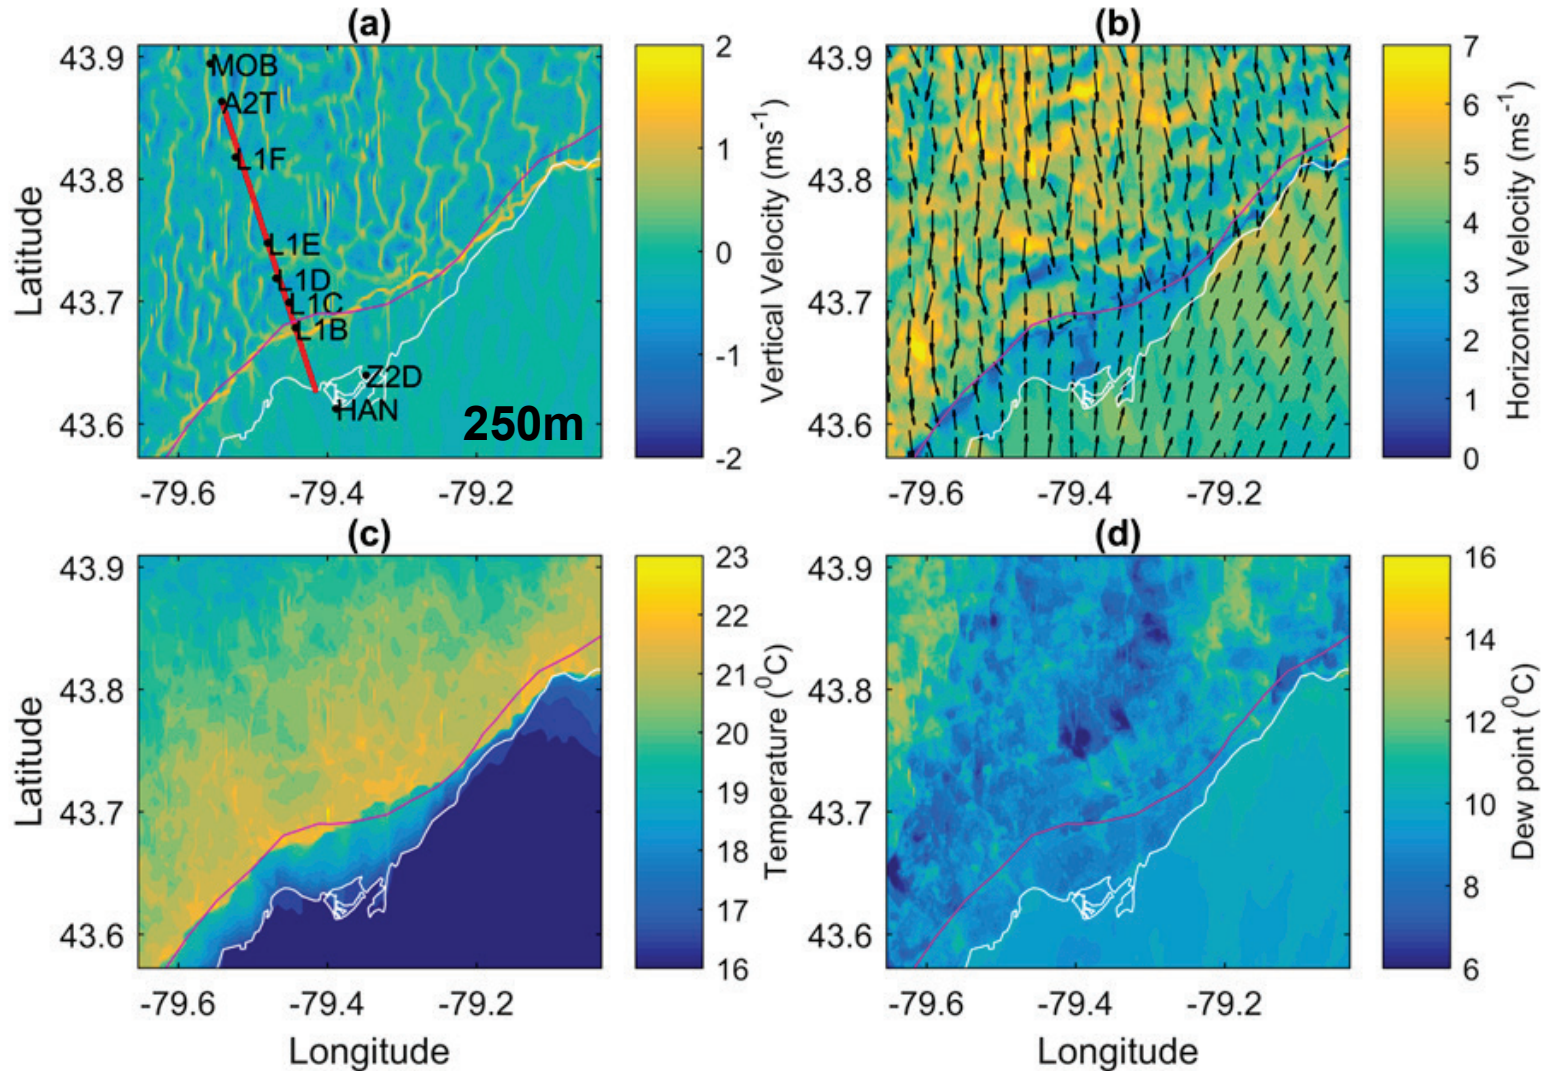 (a)
(b)
43.9
43.8
43.7
43.6
Latitude
-79.6
-79.4
-79.2
MOB
A2T
L1F
L1E
L1D
L1C
L1B
Z2D
HAN
250m
2
1
0
-1
-2
Vertical Velocity (ms⁻¹)
43.9
43.8
43.7
43.6
-79.6
-79.4
-79.2
7
6
5
4
3
2
1
0
Horizontal Velocity (ms⁻¹)
(c)
(d)
43.9
43.8
43.7
43.6
Latitude
-79.6
-79.4
-79.2
Longitude
23
22
21
20
19
18
17
16
Temperature (⁰C)
43.9
43.8
43.7
43.6
-79.6
-79.4
-79.2
Longitude
16
14
12
10
8
6
Dew point (⁰C)